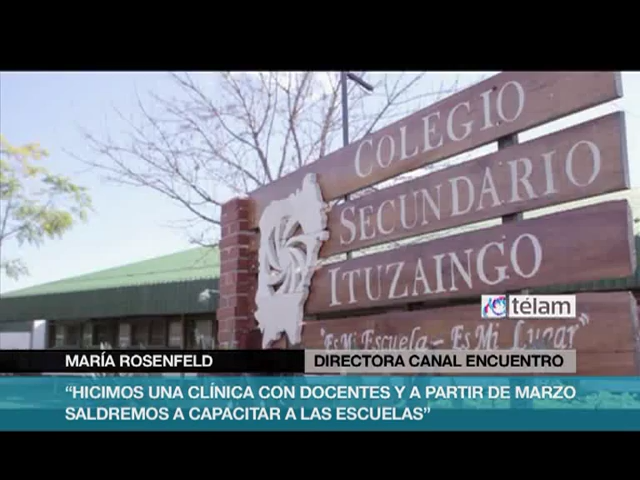 COLEGIO
SECUNDARIO
ITUZAINGO
"Es Mi Escuela - Es Mi Lugar"
télam
MARÍA ROSENFELD
DIRECTORA CANAL ENCUENTRO
“HICIMOS UNA CLÍNICA CON DOCENTES Y A PARTIR DE MARZO
SALDREMOS A CAPACITAR A LAS ESCUELAS”